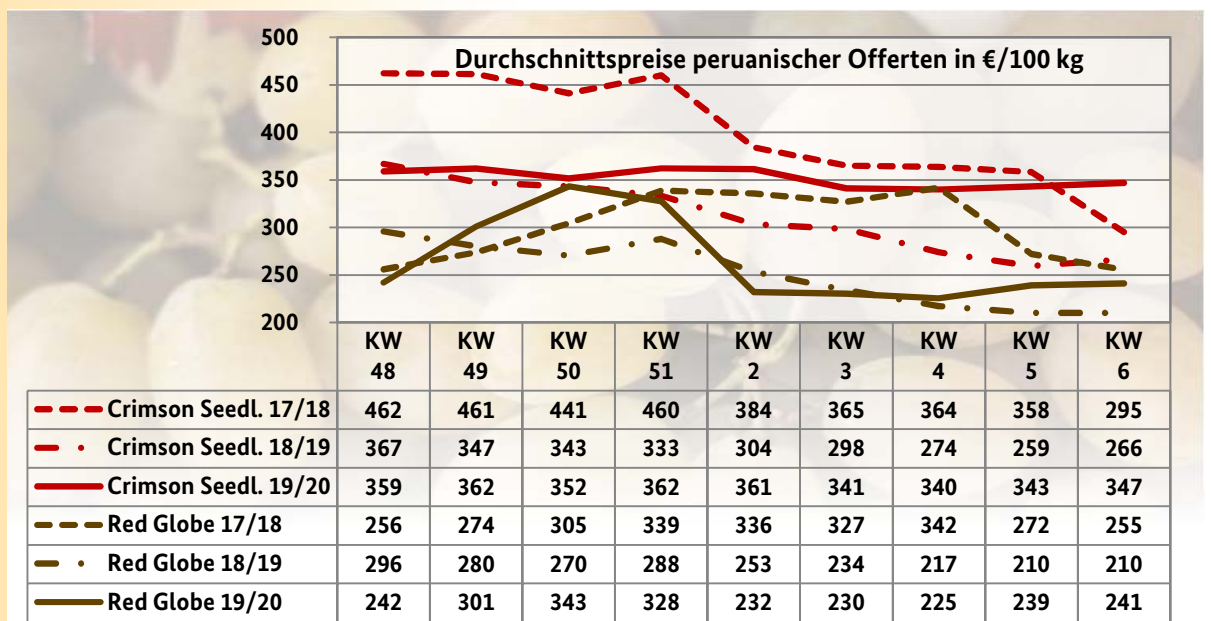 Durchschnittspreise peruanischer Offerten in €/100 kg
500
450
400
350
300
250
200
KW 48 KW 49 KW 50 KW 51 KW 2 KW 3 KW 4 KW 5 KW 6
Crimson Seedl. 17/18 462 461 441 460 384 365 364 358 295
Crimson Seedl. 18/19 367 347 343 333 304 298 274 259 266
Crimson Seedl. 19/20 359 362 352 362 361 341 340 343 347
Red Globe 17/18 256 274 305 339 336 327 342 272 255
Red Globe 18/19 296 280 270 288 253 234 217 210 210
Red Globe 19/20 242 301 343 328 232 230 225 239 241